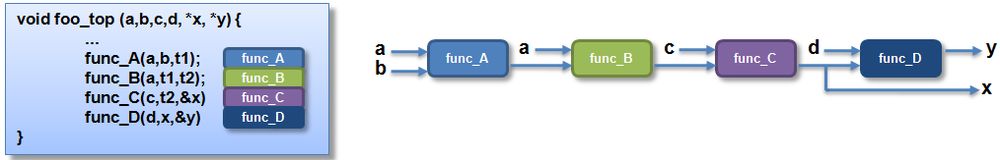 void foo_top (a,b,c,d, *x, *y) {
...
func_A(a,b,t1); func_A
func_B(a,t1,t2); func_B
func_C(c,t2,&x) func_C
func_D(d,x,&y) func_D
}
a a c d y
b func_A func_B func_C func_D
x